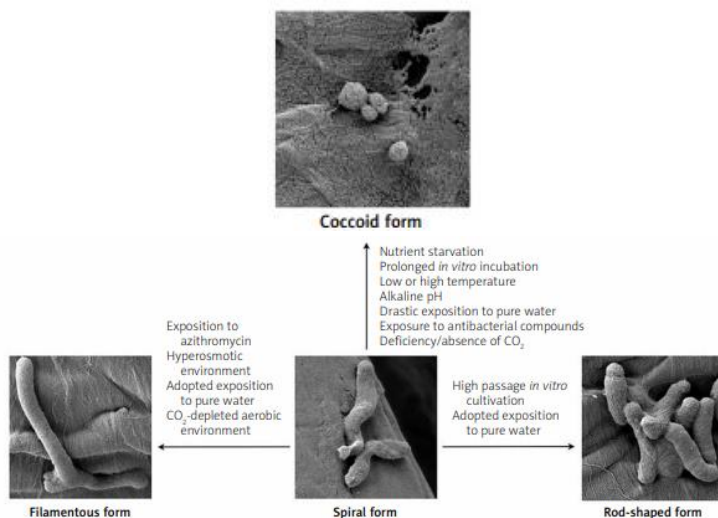 Coccoid form
Nutrient starvation
Prolonged in vitro incubation
Low or high temperature
Alkaline pH
Drastic exposition to pure water
Exposure to antibacterial compounds
Deficiency/absence of CO₂
Exposition to
azithromycin
Hyperosmotic
environment
Adopted exposition
to pure water
CO₂-depleted aerobic
environment
High passage in vitro
cultivation
Adopted exposition
to pure water
Filamentous form
Spiral form
Rod-shaped form